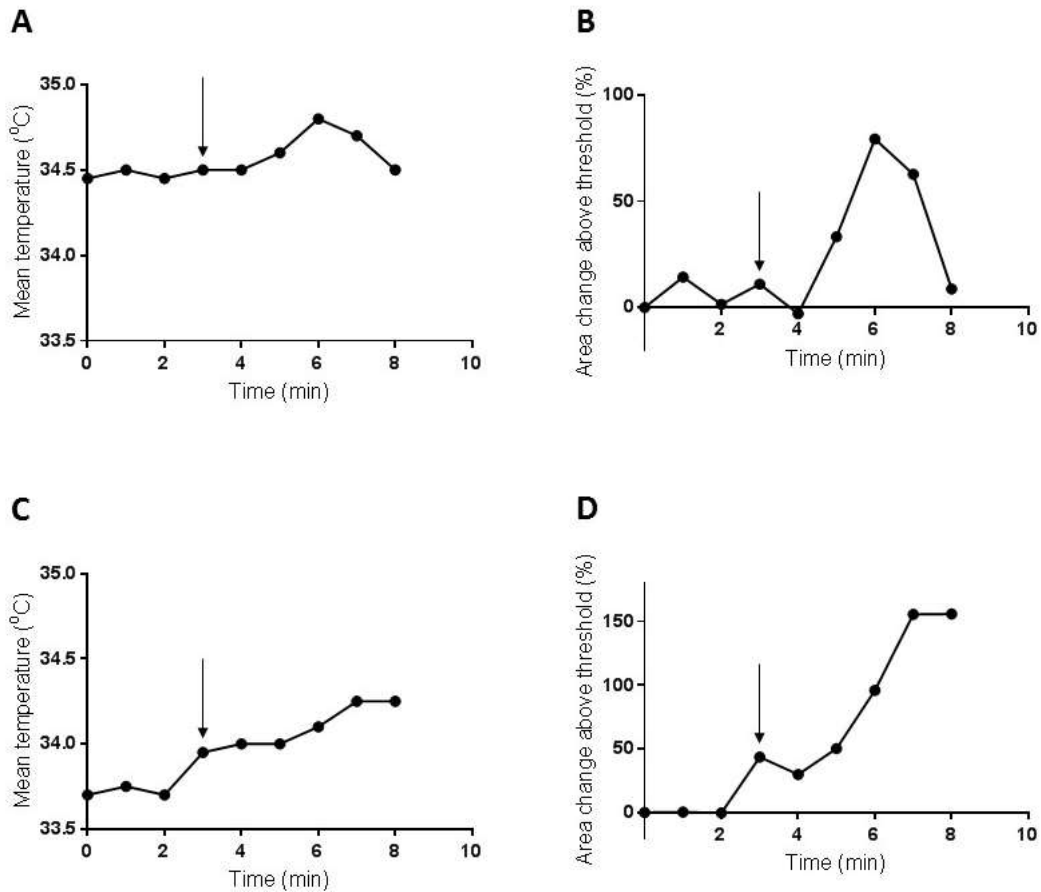 A
Mean temperature (⁰C)
35.0
34.5
34.0
33.5
0 2 4 6 8 10
Time (min)
B
Area change above threshold (%)
100
50
0
2 4 6 8 10
Time (min)
C
Mean temperature (⁰C)
35.0
34.5
34.0
33.5
0 2 4 6 8 10
Time (min)
D
Area change above threshold (%)
150
100
50
0
2 4 6 8 10
Time (min)